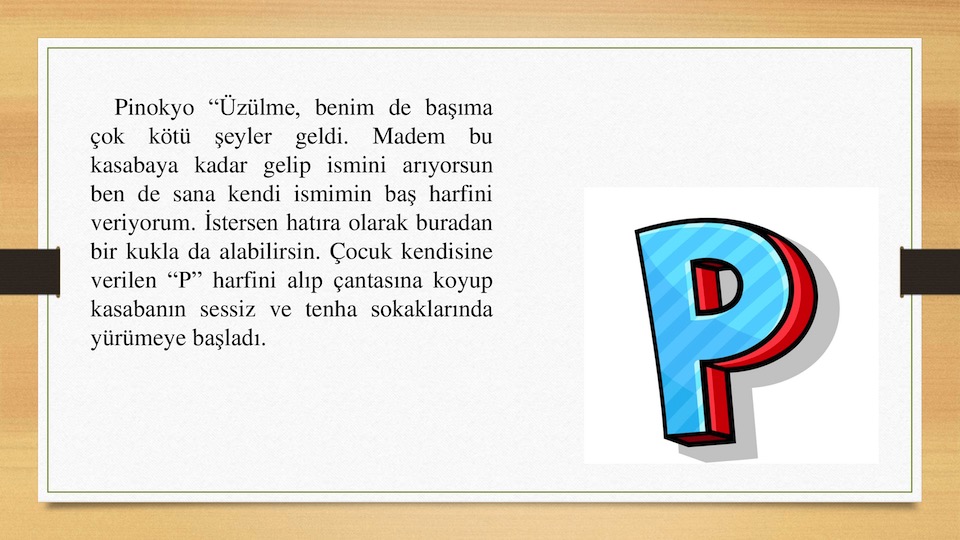 Pinokyo “Üzülme, benim de başıma
çok kötü şeyler geldi. Madem bu
kasabaya kadar gelip ismini arıyorsun
ben de sana kendi ismimin baş harfini
veriyorum. İstersen hatıra olarak buradan
bir kukla da alabilirsin. Çocuk kendisine
verilen “P” harfini alıp çantasına koyup
kasabanın sessiz ve tenha sokaklarında
yürümeye başladı.
P